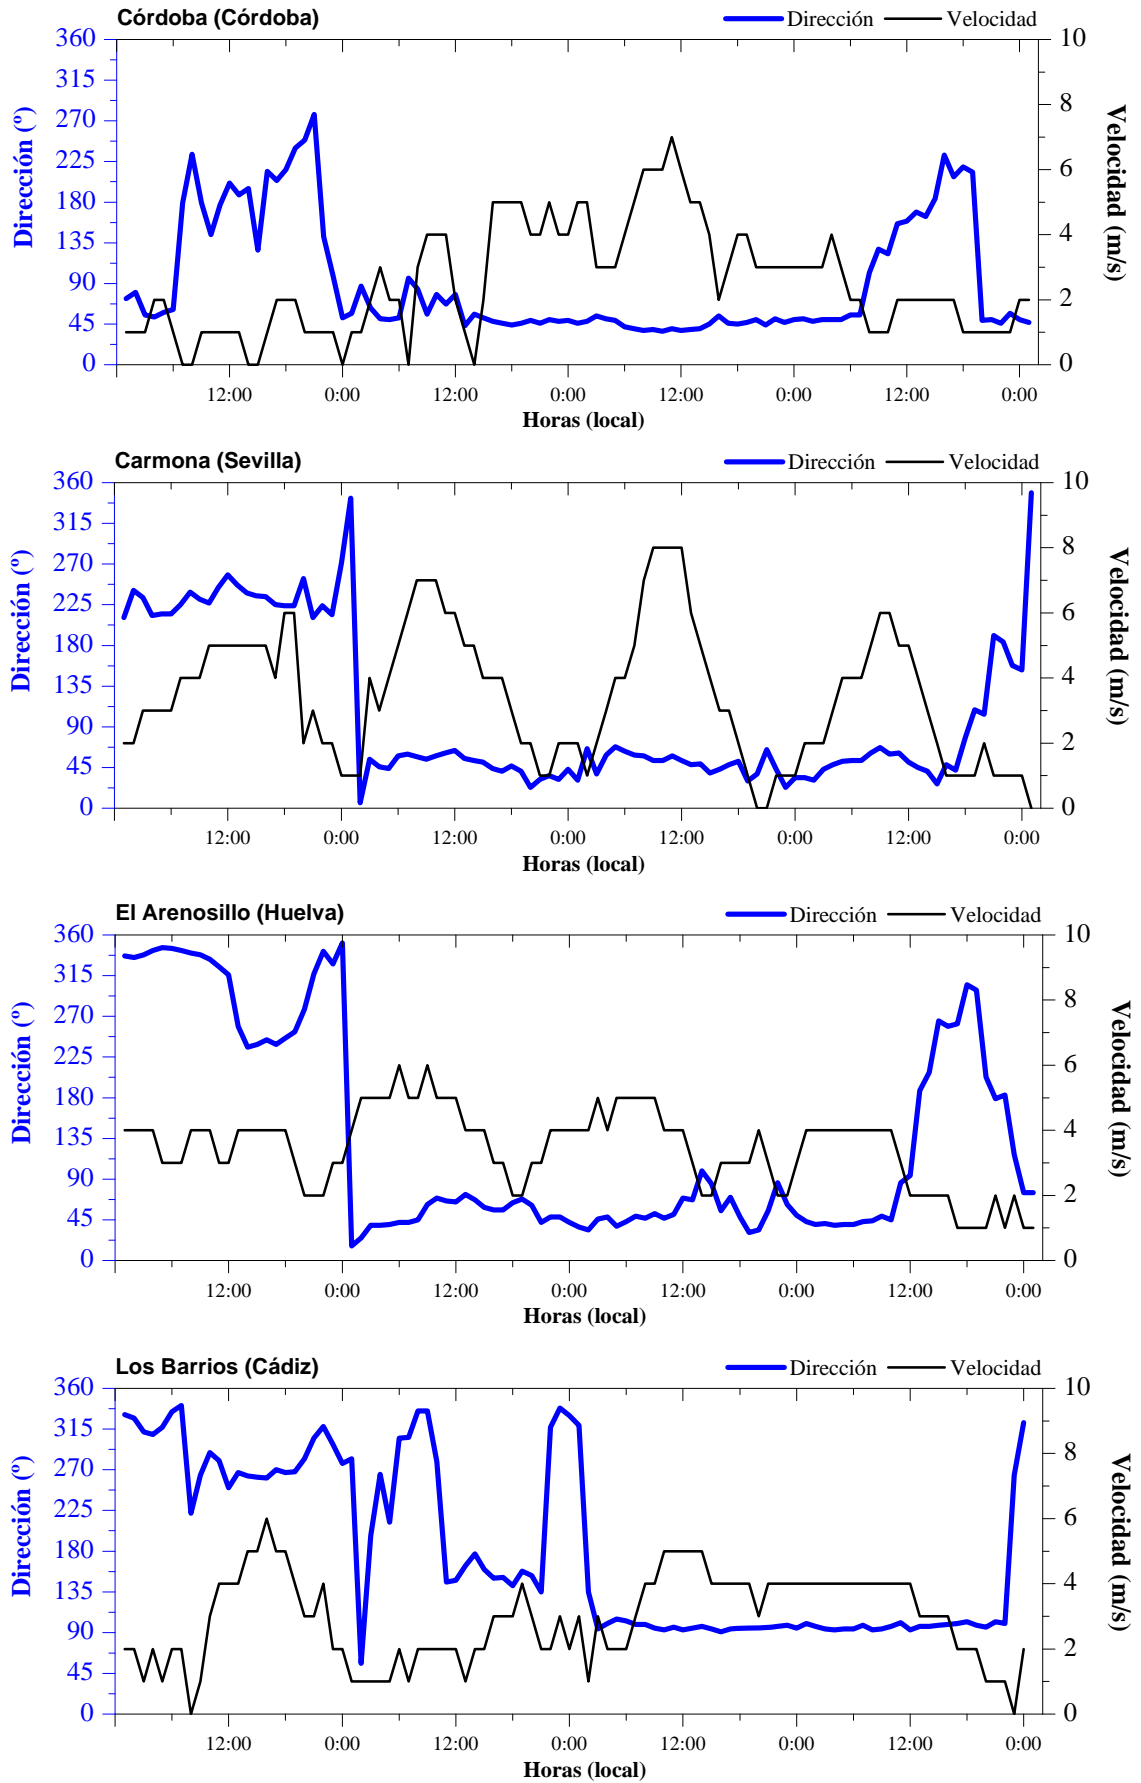 Córdoba (Córdoba) Dirección Velocidad
360 10
315
270 8
225 6
180
135 4
90 2
45
0 0
Dirección (º)
Velocidad (m/s)
12:00 0:00 12:00 0:00 12:00 0:00 12:00 0:00
Horas (local)
Carmona (Sevilla) Dirección Velocidad
360 10
315
270 8
225 6
180
135 4
90 2
45
0 0
Dirección (º)
Velocidad (m/s)
12:00 0:00 12:00 0:00 12:00 0:00 12:00 0:00
Horas (local)
El Arenosillo (Huelva) Dirección Velocidad
360 10
315
270 8
225 6
180
135 4
90 2
45
0 0
Dirección (º)
Velocidad (m/s)
12:00 0:00 12:00 0:00 12:00 0:00 12:00 0:00
Horas (local)
Los Barrios (Cádiz) Dirección Velocidad
360 10
315
270 8
225 6
180
135 4
90 2
45
0 0
Dirección (º)
Velocidad (m/s)
12:00 0:00 12:00 0:00 12:00 0:00 12:00 0:00
Horas (local)